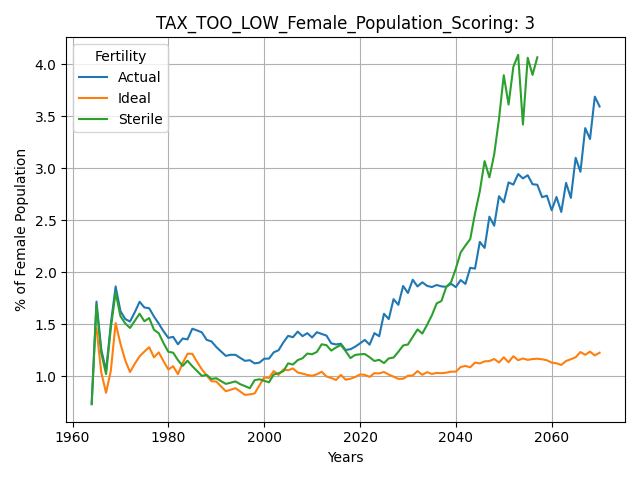 TAX_TOO_LOW_Female_Population_Scoring: 3
Fertility
Actual
Ideal
Sterile
% of Female Population
4.0
3.5
3.0
2.5
2.0
1.5
1.0
1960 1980 2000 2020 2040 2060
Years